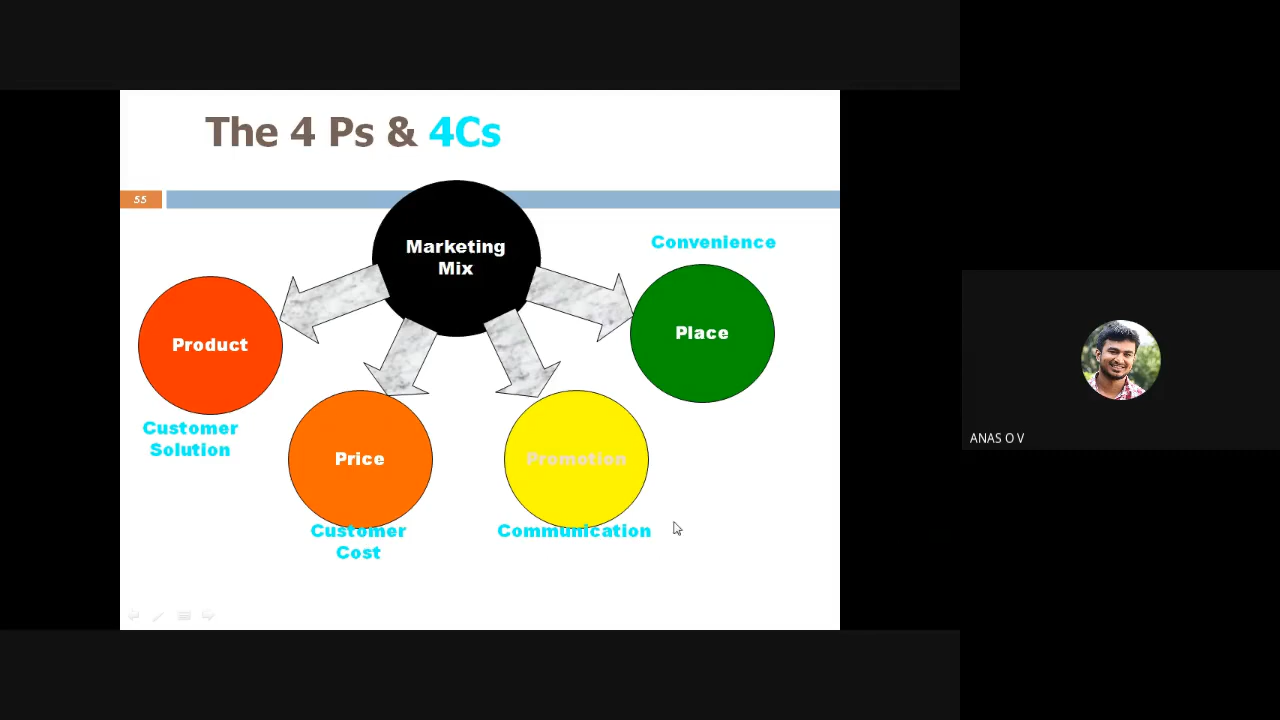 The 4 Ps & 4Cs
55
Marketing
Mix
Convenience
Product
Place
Customer
Solution
Price
Promotion
Customer
Cost
Communication
ANAS O V